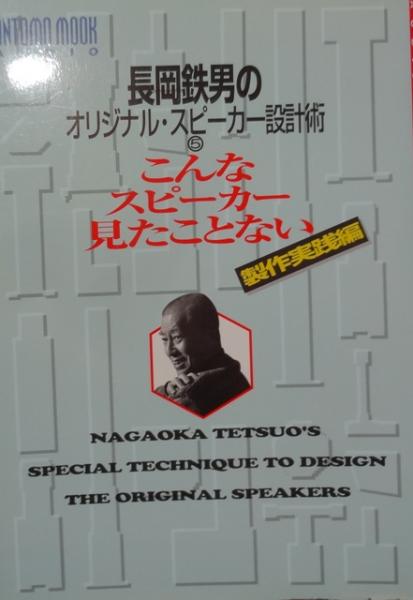 ONTOMO MOOK
長岡鉄男の
オリジナル・スピーカー設計術
⑤
こんな
スピーカー
見たことない
製作実践編
NAGAOKA TETSUO'S
SPECIAL TECHNIQUE TO DESIGN
THE ORIGINAL SPEAKERS